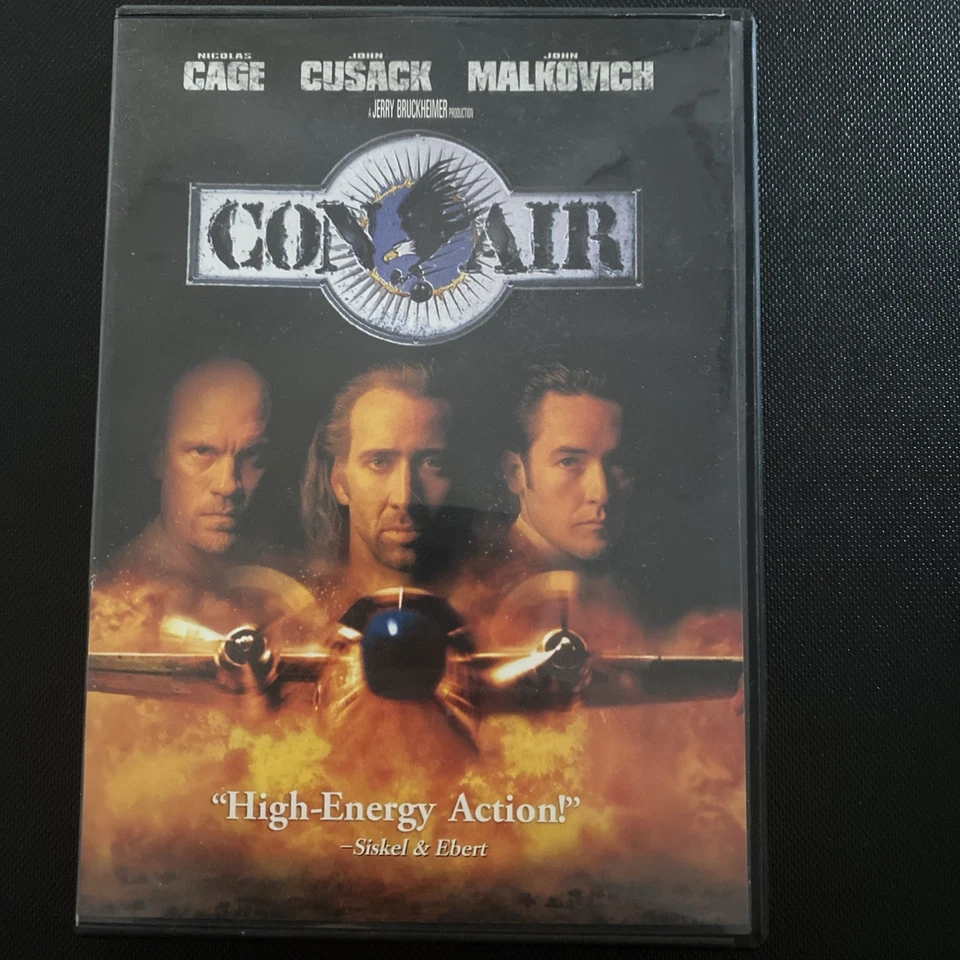 NICOLAS JOHN JOHN
CAGE CUSACK MALKOVICH
A JERRY BRUCKHEIMER PRODUCTION
CON AIR
“High-Energy Action!”
–Siskel & Ebert